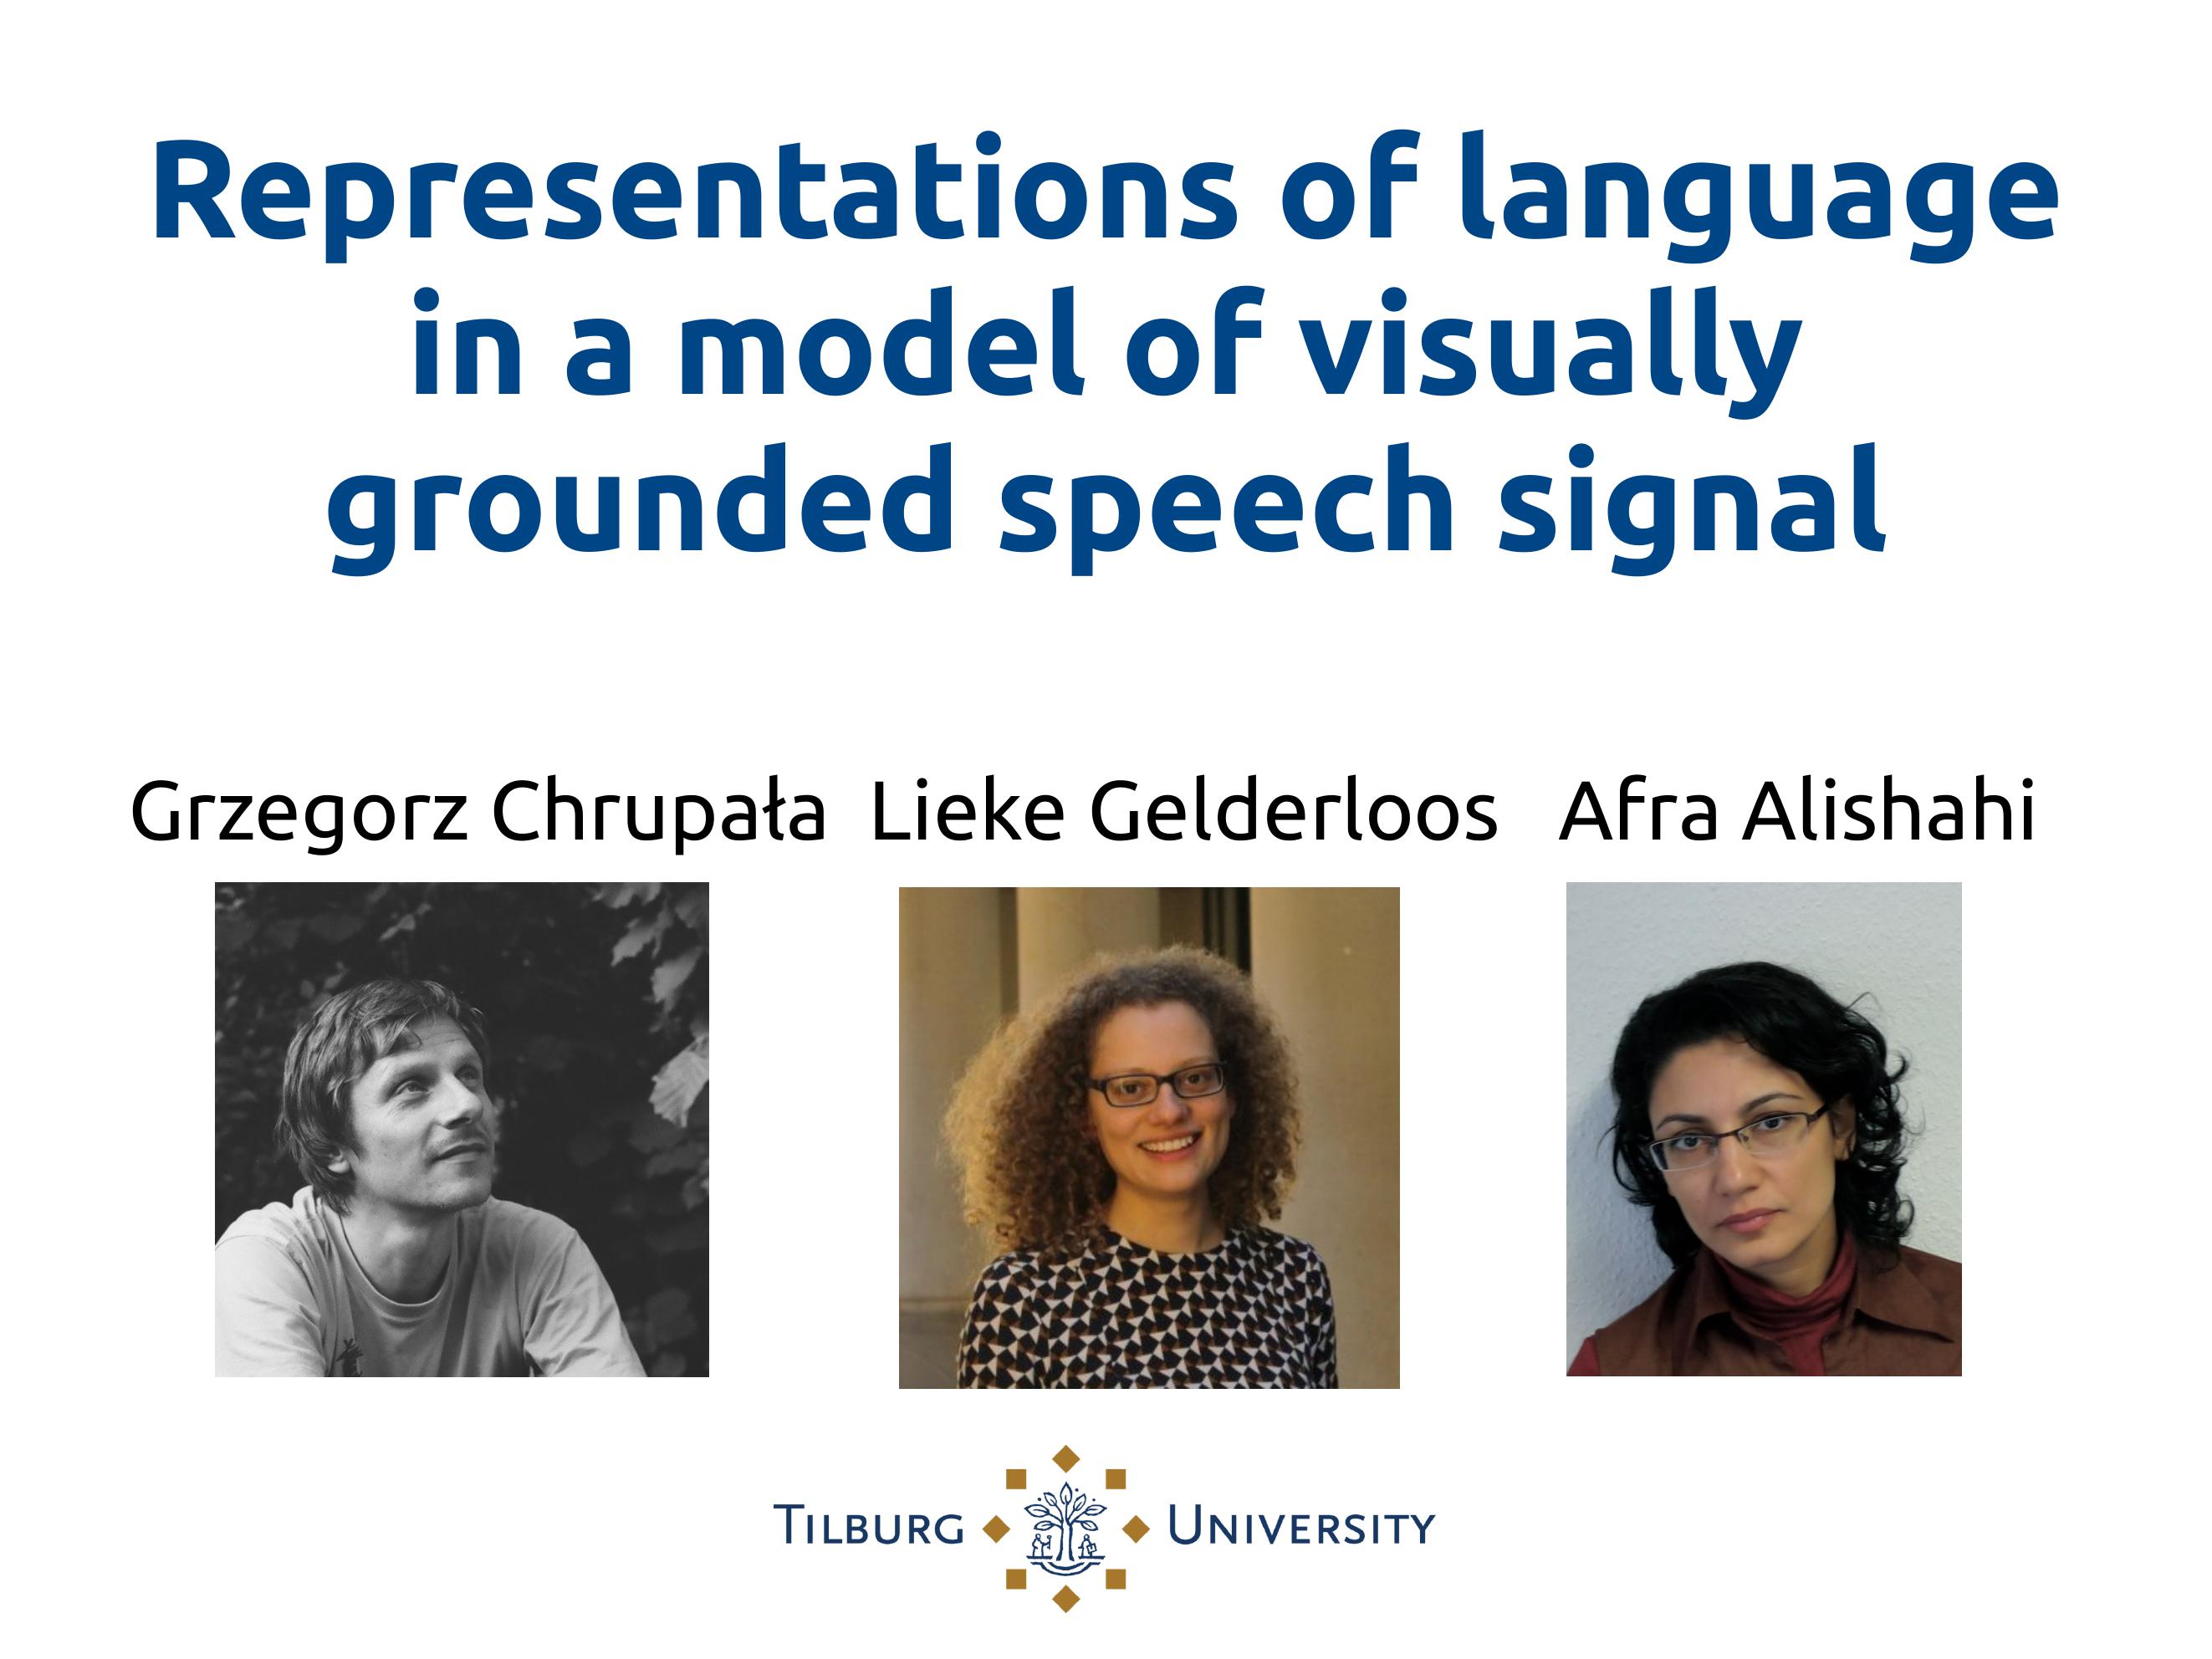 Representations of language
in a model of visually
grounded speech signal
Grzegorz Chrupała Lieke Gelderloos Afra Alishahi
TILBURG UNIVERSITY